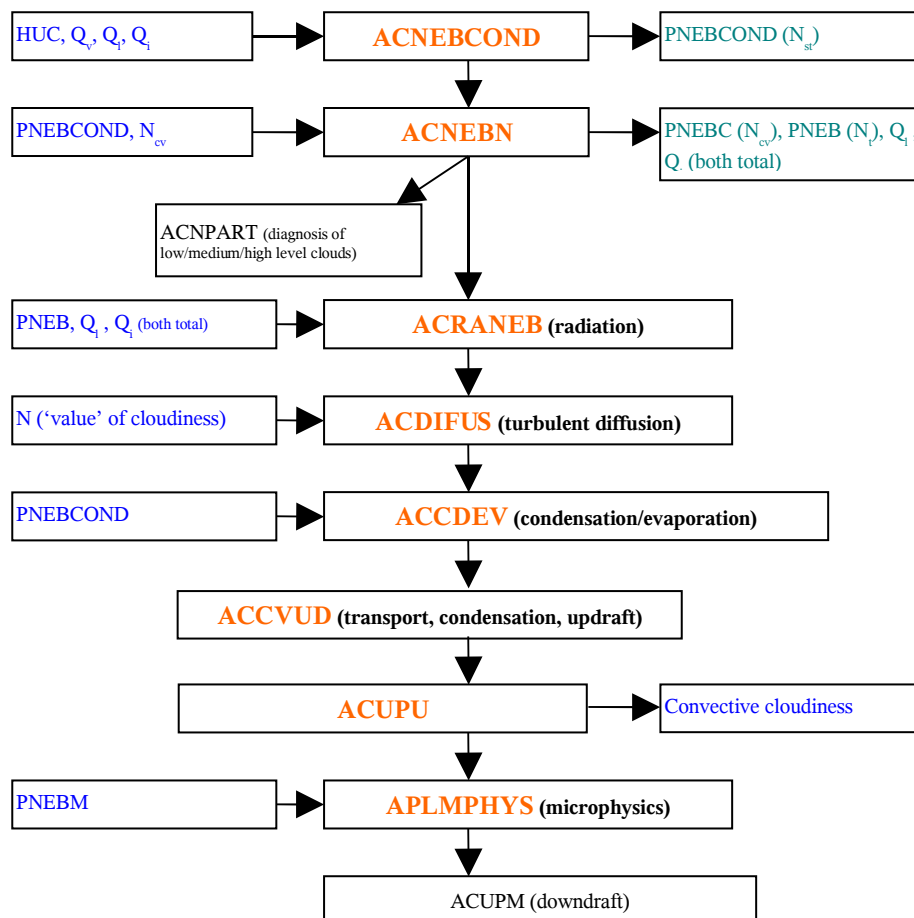 HUC, Qv, Ql, Qi
ACNEBCOND
PNEBCOND (Nst)
PNEBCOND, Ncv
ACNEBN
PNEBC (Ncv), PNEB (Nt), Ql
Q. (both total)
ACNPART (diagnosis of
low/medium/high level clouds)
PNEB, Ql , Qi (both total)
ACRANEB (radiation)
N (‘value’ of cloudiness)
ACDIFUS (turbulent diffusion)
PNEBCOND
ACCDEV (condensation/evaporation)
ACCVUD (transport, condensation, updraft)
ACUPU
Convective cloudiness
PNEBM
APLMPHYS (microphysics)
ACUPM (downdraft)